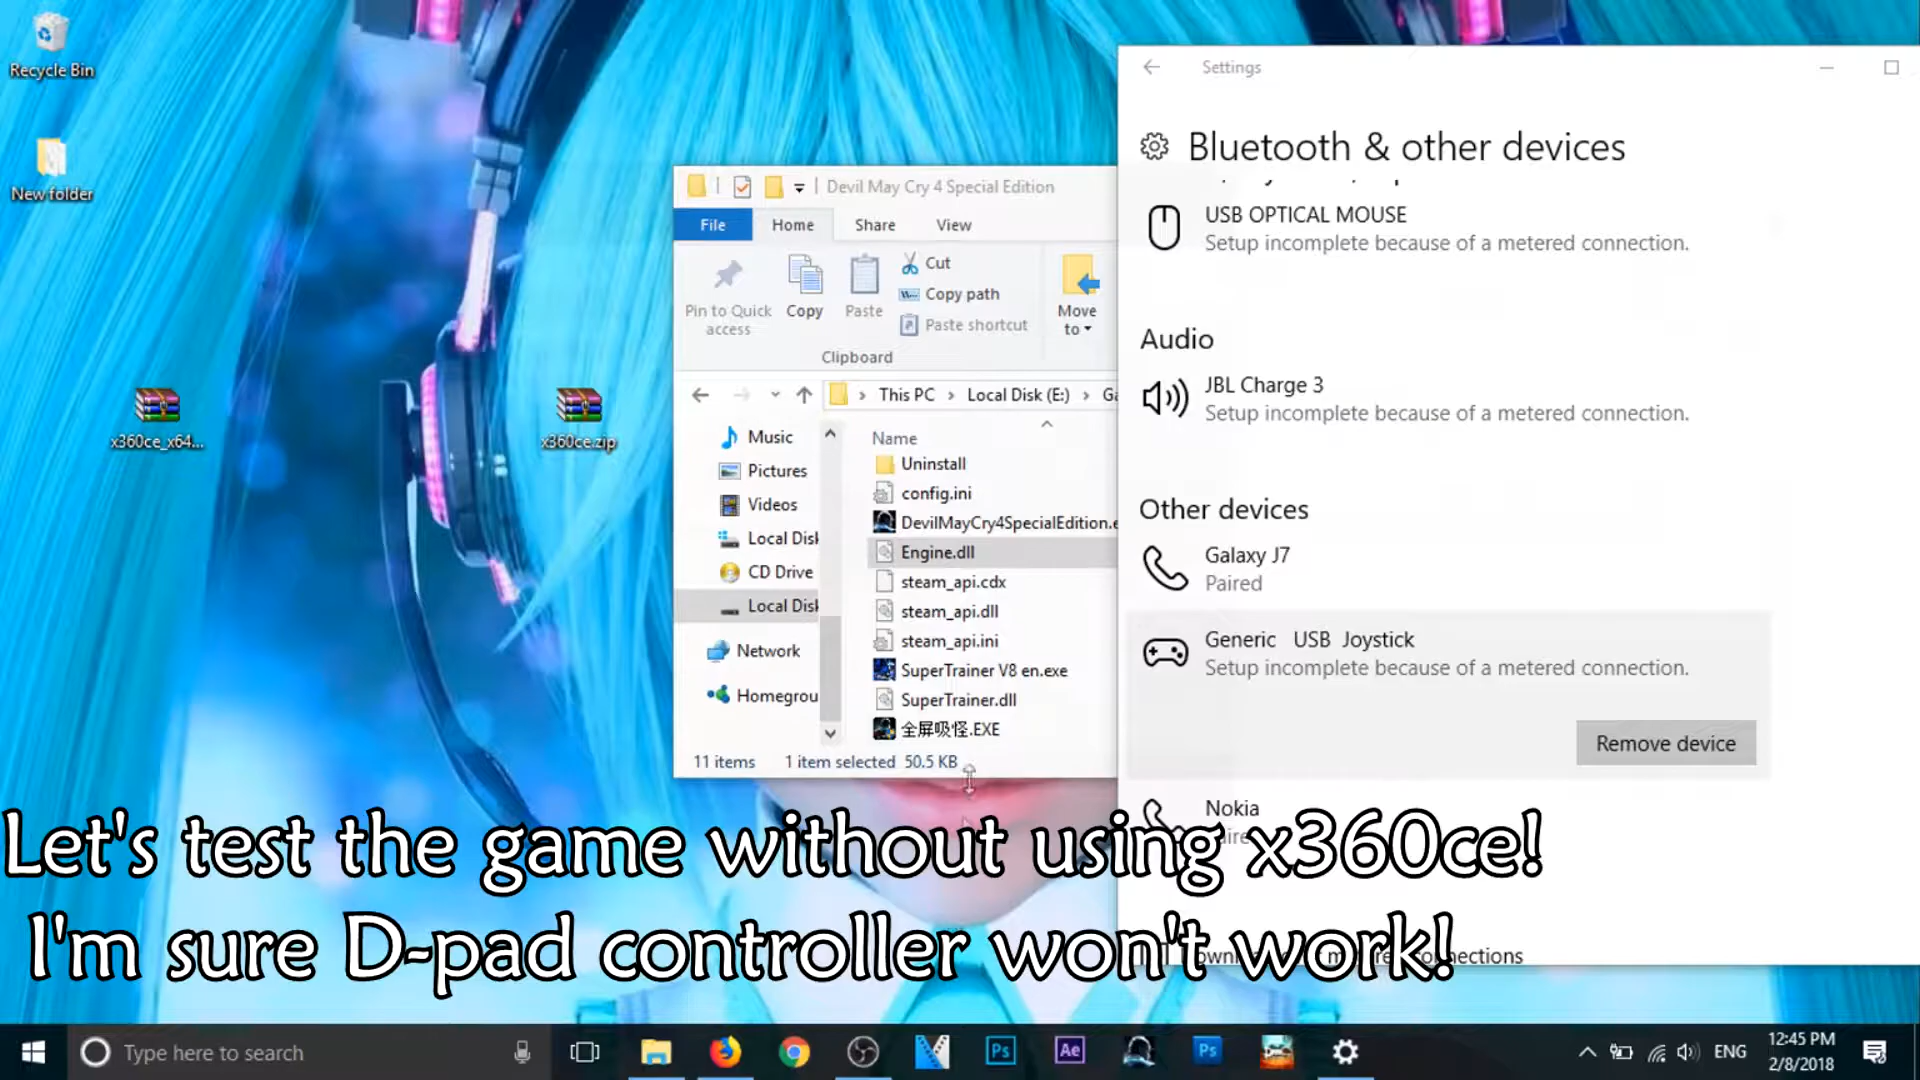 Recycle Bin
New folder
x360ce_x64...
x360ce.zip
Devil May Cry 4 Special Edition
File
Home
Share
View
Pin to Quick
access
Copy
Paste
Cut
Copy path
Paste shortcut
Move
to
Clipboard
This PC
Local Disk (E:)
Music
Pictures
Videos
Local Disk
CD Drive
Local Disk
Network
Homegrou
Name
Uninstall
config.ini
DevilMayCry4SpecialEdition.e
Engine.dll
steam_api.cdx
steam_api.dll
steam_api.ini
SuperTrainer V8 en.exe
SuperTrainer.dll
全屏吸怪.EXE
11 items
1 item selected
50.5 KB
Settings
Bluetooth & other devices
USB OPTICAL MOUSE
Setup incomplete because of a metered connection.
Audio
JBL Charge 3
Setup incomplete because of a metered connection.
Other devices
Galaxy J7
Paired
Generic USB Joystick
Setup incomplete because of a metered connection.
Remove device
Nokia
Let's test the game without using x360ce!
I'm sure D-pad controller won't work!
Type here to search
Ps
Ae
Ps
ENG
12:45 PM
2/8/2018